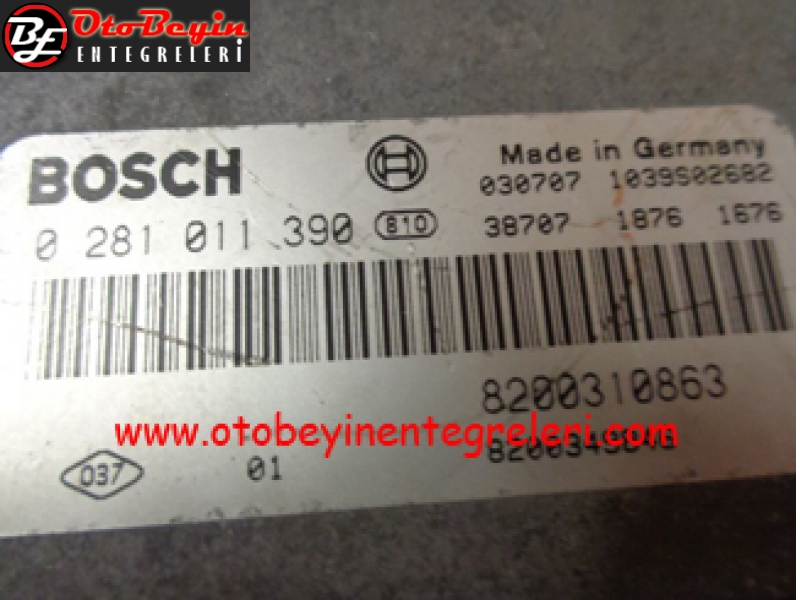 BF OtoBeyin
ENTEGRELERİ
BOSCH
Made in Germany
030707 1039S02682
0 281 011 390 810 38707 1876 1676
8200310863
www.otobeyinentegreleri.com
037 01